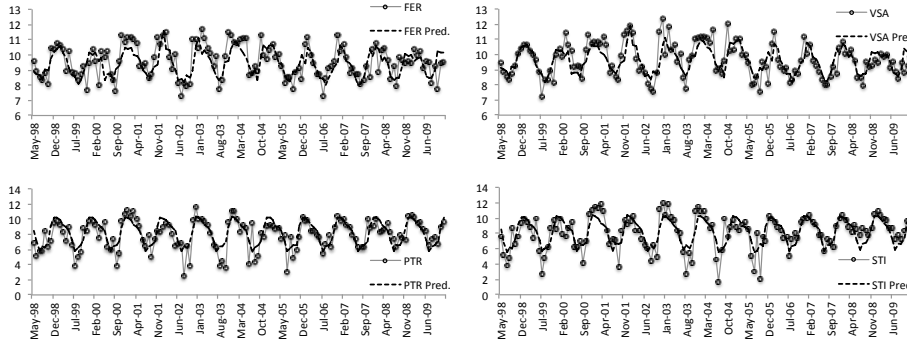 FER
FER Pred.
13
12
11
10
9
8
7
6
May-98
Dec-98
Jul-99
Feb-00
Sep-00
Apr-01
Nov-01
Jun-02
Jan-03
Aug-03
Mar-04
Oct-04
May-05
Dec-05
Jul-06
Feb-07
Sep-07
Apr-08
Nov-08
Jun-09
VSA
VSA Pred
13
12
11
10
9
8
7
6
May-98
Dec-98
Jul-99
Feb-00
Sep-00
Apr-01
Nov-01
Jun-02
Jan-03
Aug-03
Mar-04
Oct-04
May-05
Dec-05
Jul-06
Feb-07
Sep-07
Apr-08
Nov-08
Jun-09
14
12
10
8
6
4
2
0
PTR
PTR Pred.
May-98
Dec-98
Jul-99
Feb-00
Sep-00
Apr-01
Nov-01
Jun-02
Jan-03
Aug-03
Mar-04
Oct-04
May-05
Dec-05
Jul-06
Feb-07
Sep-07
Apr-08
Nov-08
Jun-09
14
12
10
8
6
4
2
0
STI
STI Pred
May-98
Dec-98
Jul-99
Feb-00
Sep-00
Apr-01
Nov-01
Jun-02
Jan-03
Aug-03
Mar-04
Oct-04
May-05
Dec-05
Jul-06
Feb-07
Sep-07
Apr-08
Nov-08
Jun-09